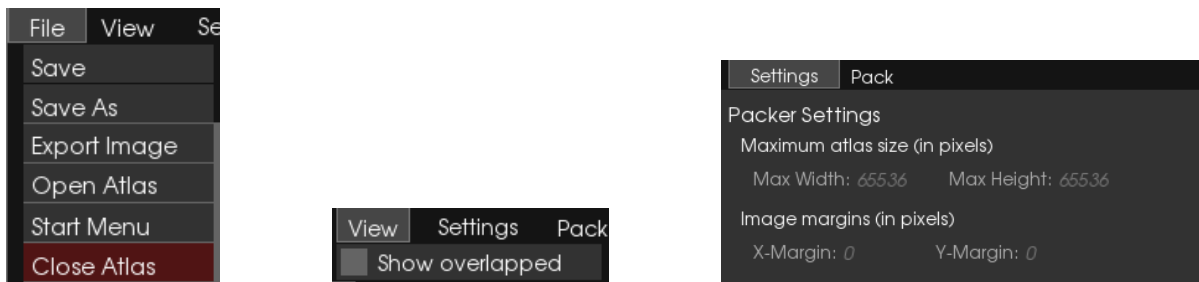 File View Se
Save
Save As
Export Image
Open Atlas
Start Menu
Close Atlas
View Settings Pack
Show overlapped
Settings Pack
Packer Settings
Maximum atlas size (in pixels)
Max Width: 65536 Max Height: 65536
Image margins (in pixels)
X-Margin: 0 Y-Margin: 0